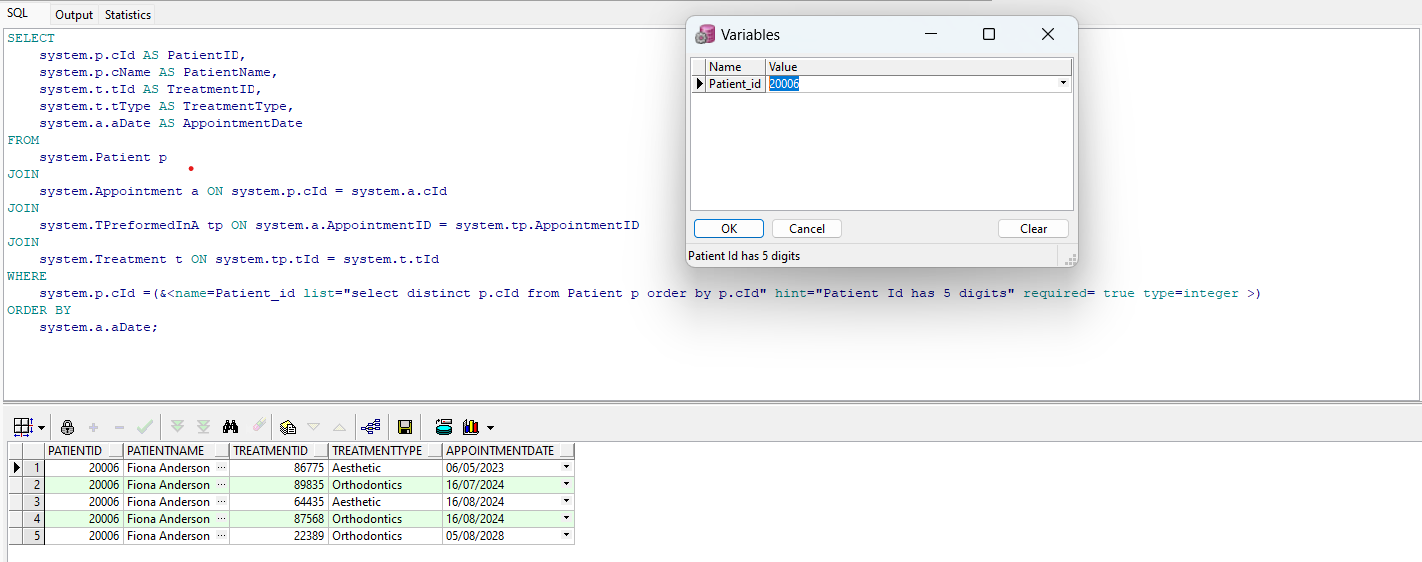 SQL Output Statistics
SELECT
system.p.cId AS PatientID,
system.p.cName AS PatientName,
system.t.tId AS TreatmentID,
system.t.tType AS TreatmentType,
system.a.aDate AS AppointmentDate
FROM
system.Patient p
JOIN
system.Appointment a ON system.p.cId = system.a.cId
JOIN
system.TPreformedInA tp ON system.a.AppointmentID = system.tp.AppointmentID
JOIN
system.Treatment t ON system.tp.tId = system.t.tId
WHERE
system.p.cId =(&<name=Patient_id list="select distinct p.cId from Patient p order by p.cId" hint="Patient Id has 5 digits" required= true type=integer >)
ORDER BY
system.a.aDate;
Variables
Name Value
Patient_id 20006
OK Cancel Clear
Patient Id has 5 digits
PATIENTID PATIENTNAME TREATMENTID TREATMENTTYPE APPOINTMENTDATE
1 20006 Fiona Anderson ... 86775 Aesthetic 06/05/2023
2 20006 Fiona Anderson ... 89835 Orthodontics 16/07/2024
3 20006 Fiona Anderson ... 64435 Aesthetic 16/08/2024
4 20006 Fiona Anderson ... 87568 Orthodontics 16/08/2024
5 20006 Fiona Anderson ... 22389 Orthodontics 05/08/2028